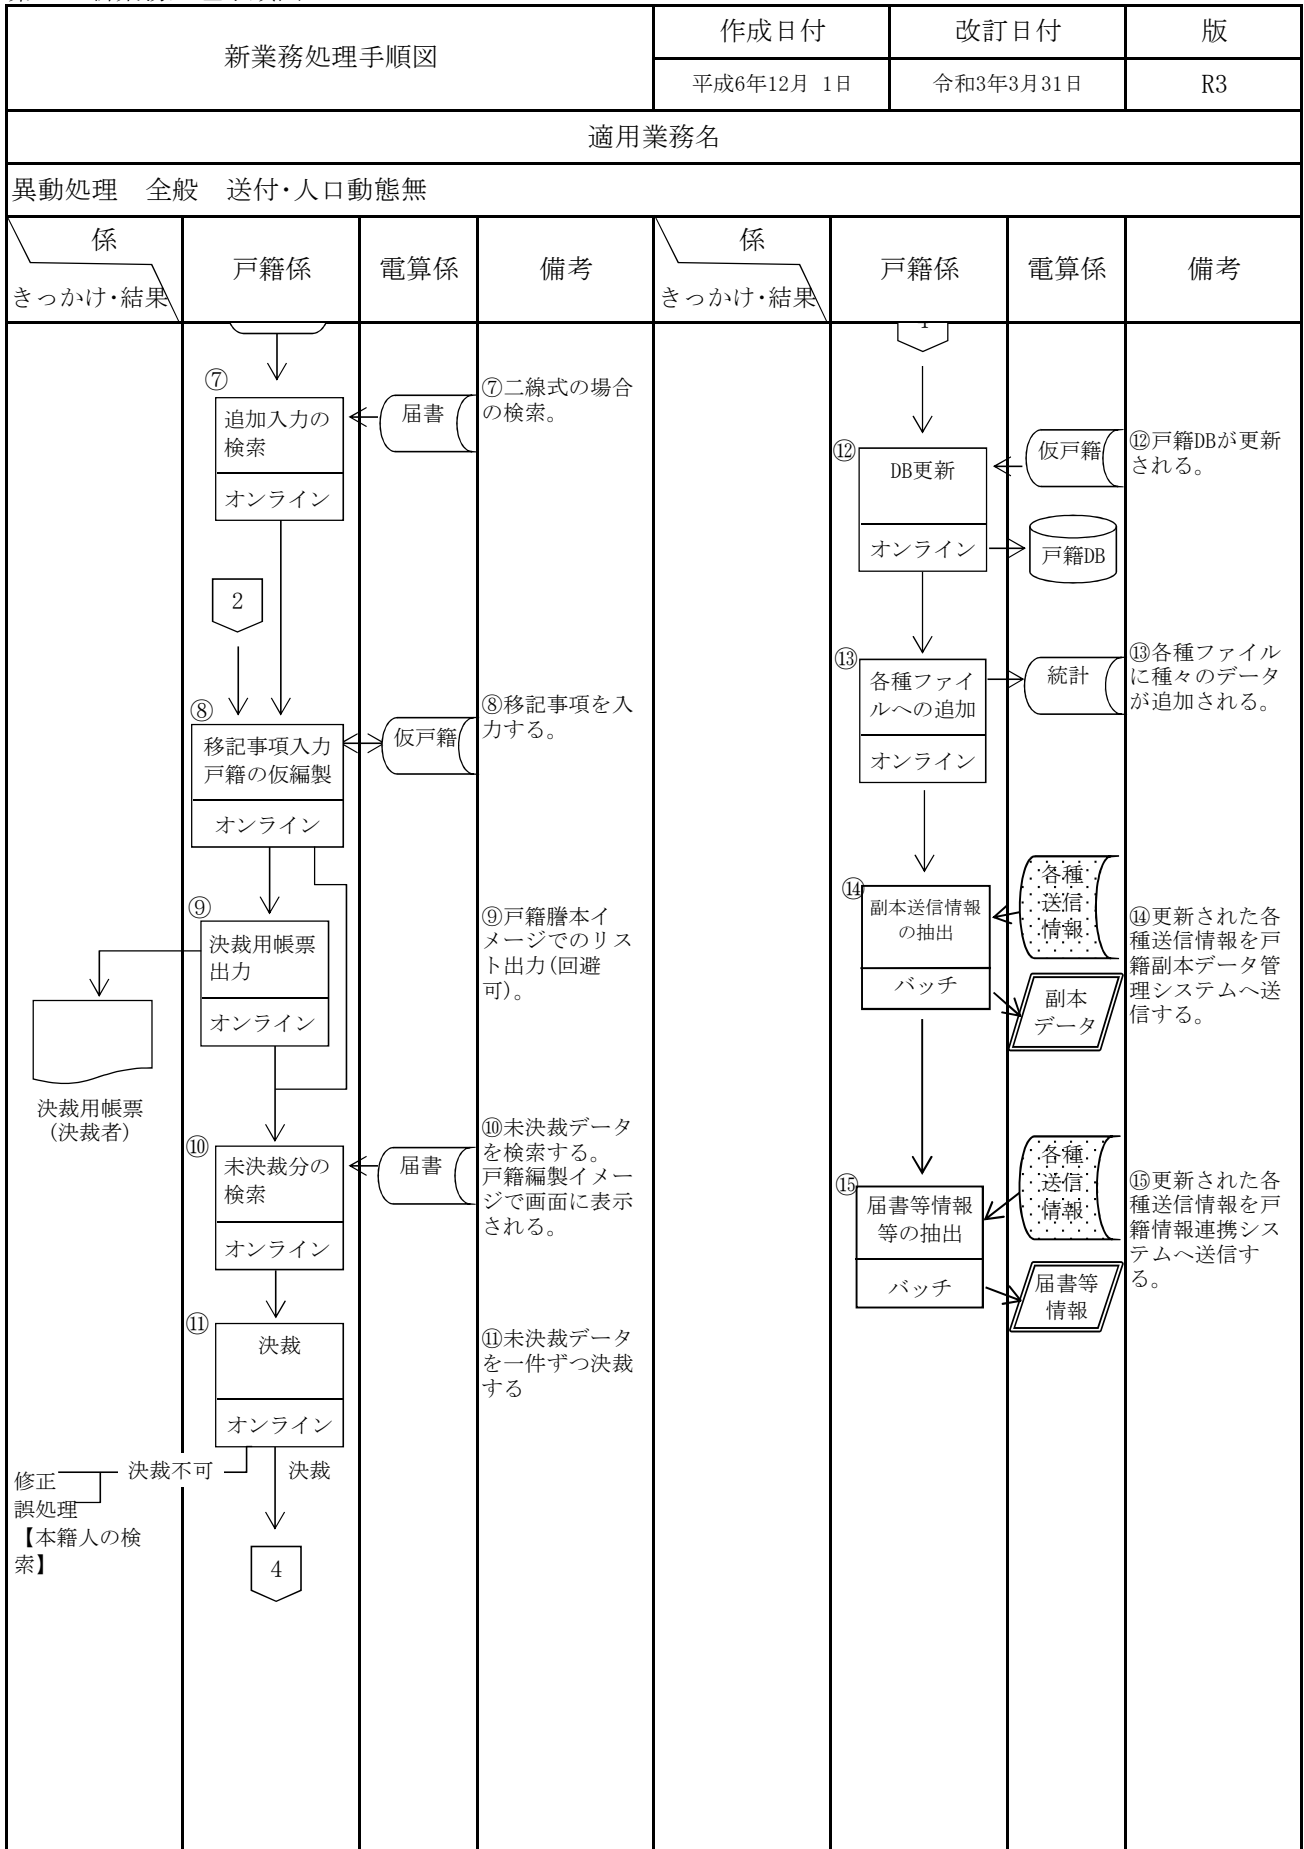 新業務処理手順図
作成日付
改訂日付
版
平成6年12月 1日
令和3年3月31日
R3
適用業務名
異動処理　全般　送付・人口動態無
係
きっかけ・結果
戸籍係
電算係
備考
係
きっかけ・結果
戸籍係
電算係
備考
⑦
追加入力の
検索
オンライン
届書
⑦二線式の場合
の検索。
2
⑧
移記事項入力
戸籍の仮編製
オンライン
仮戸籍
⑧移記事項を入
力する。
⑨
決裁用帳票
出力
オンライン
⑨戸籍謄本イ
メージでのリス
ト出力(回避
可)。
決裁用帳票
(決裁者)
⑩
未決裁分の
検索
オンライン
届書
⑩未決裁データ
を検索する。
戸籍編製イメー
ジで画面に表示
される。
⑪
決裁
オンライン
⑪未決裁データ
を一件ずつ決裁
する
決裁不可
決裁
修正
誤処理
【本籍人の検
索】
4
⑫
DB更新
オンライン
仮戸籍
戸籍DB
⑫戸籍DBが更新
される。
⑬
各種ファイ
ルへの追加
オンライン
統計
⑬各種ファイル
に種々のデータ
が追加される。
⑭
副本送信情報
の抽出
バッチ
各種
送信
情報
副本
データ
⑭更新された各
種送信情報を戸
籍副本データ管
理システムへ送
信する。
⑮
届書等情報
等の抽出
バッチ
各種
送信
情報
届書等
情報
⑮更新された各
種送信情報を戸
籍情報連携シス
テムへ送信す
る。